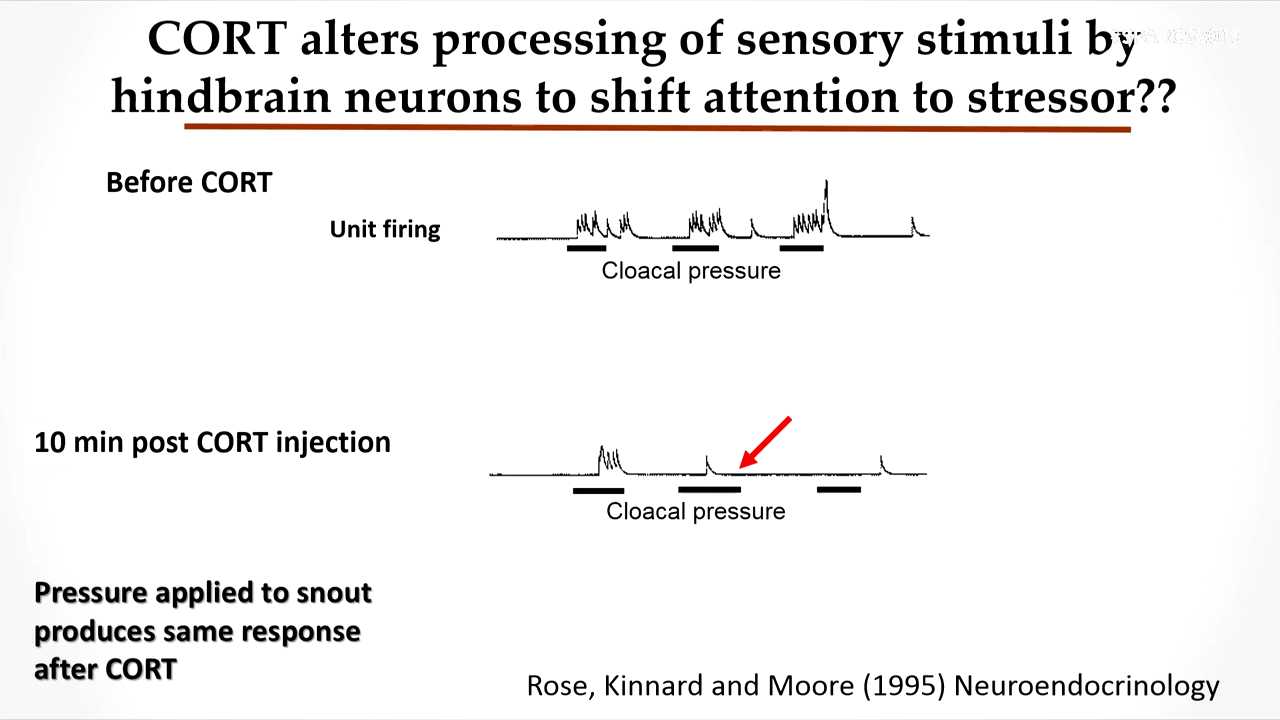 CORT alters processing of sensory stimuli by
hindbrain neurons to shift attention to stressor??
Before CORT
Unit firing
Cloacal pressure
10 min post CORT injection
Cloacal pressure
Pressure applied to snout
produces same response
after CORT
Rose, Kinnard and Moore (1995) Neuroendocrinology